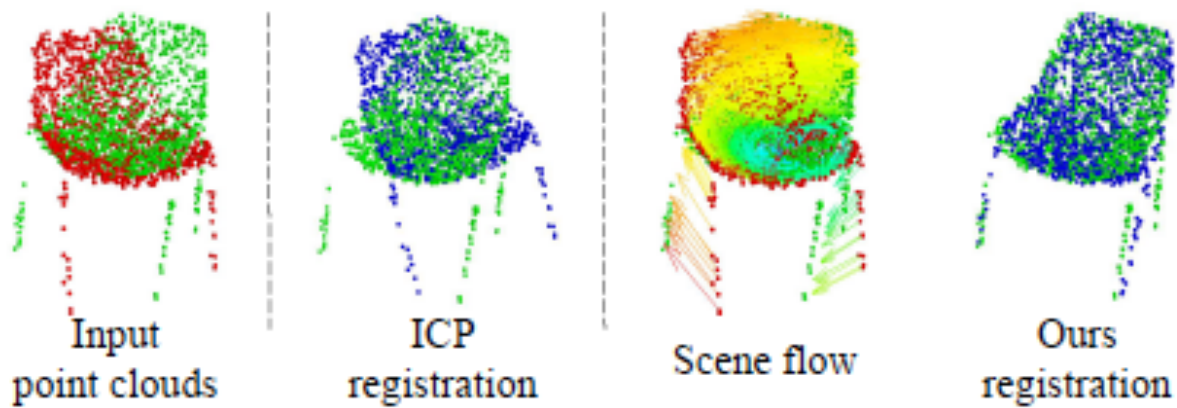 Input
point clouds
ICP
registration
Scene flow
Ours
registration